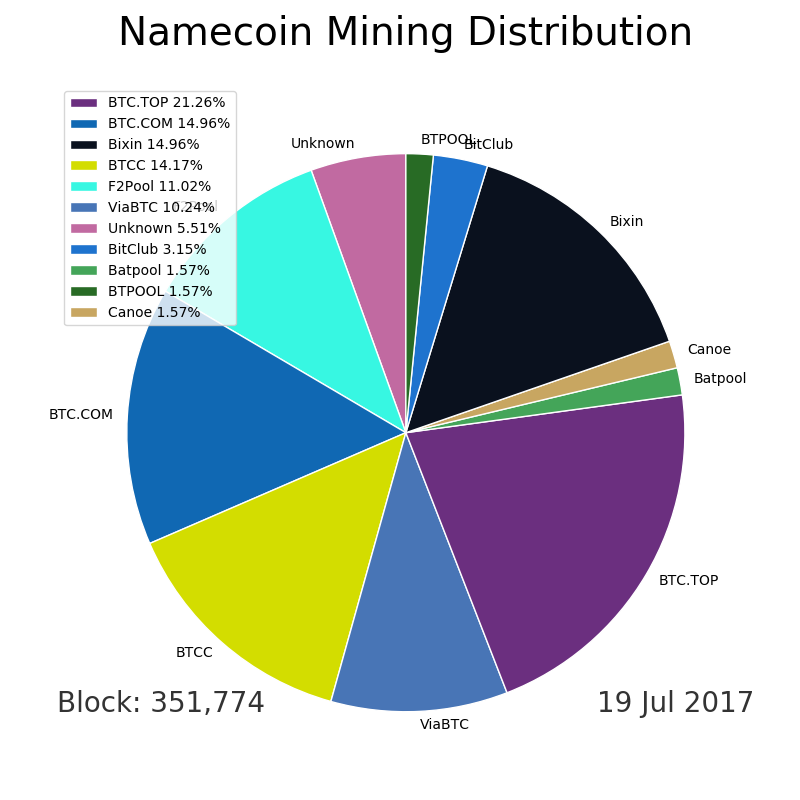 Namecoin Mining Distribution
BTC.TOP 21.26%
BTC.COM 14.96%
Bixin 14.96%
BTCC 14.17%
F2Pool 11.02%
ViaBTC 10.24%
Unknown 5.51%
BitClub 3.15%
Batpool 1.57%
BTPOOL 1.57%
Canoe 1.57%
Unknown
BTPOOL
BitClub
Bixin
Canoe
Batpool
BTC.COM
BTC.TOP
BTCC
ViaBTC
Block: 351,774
19 Jul 2017